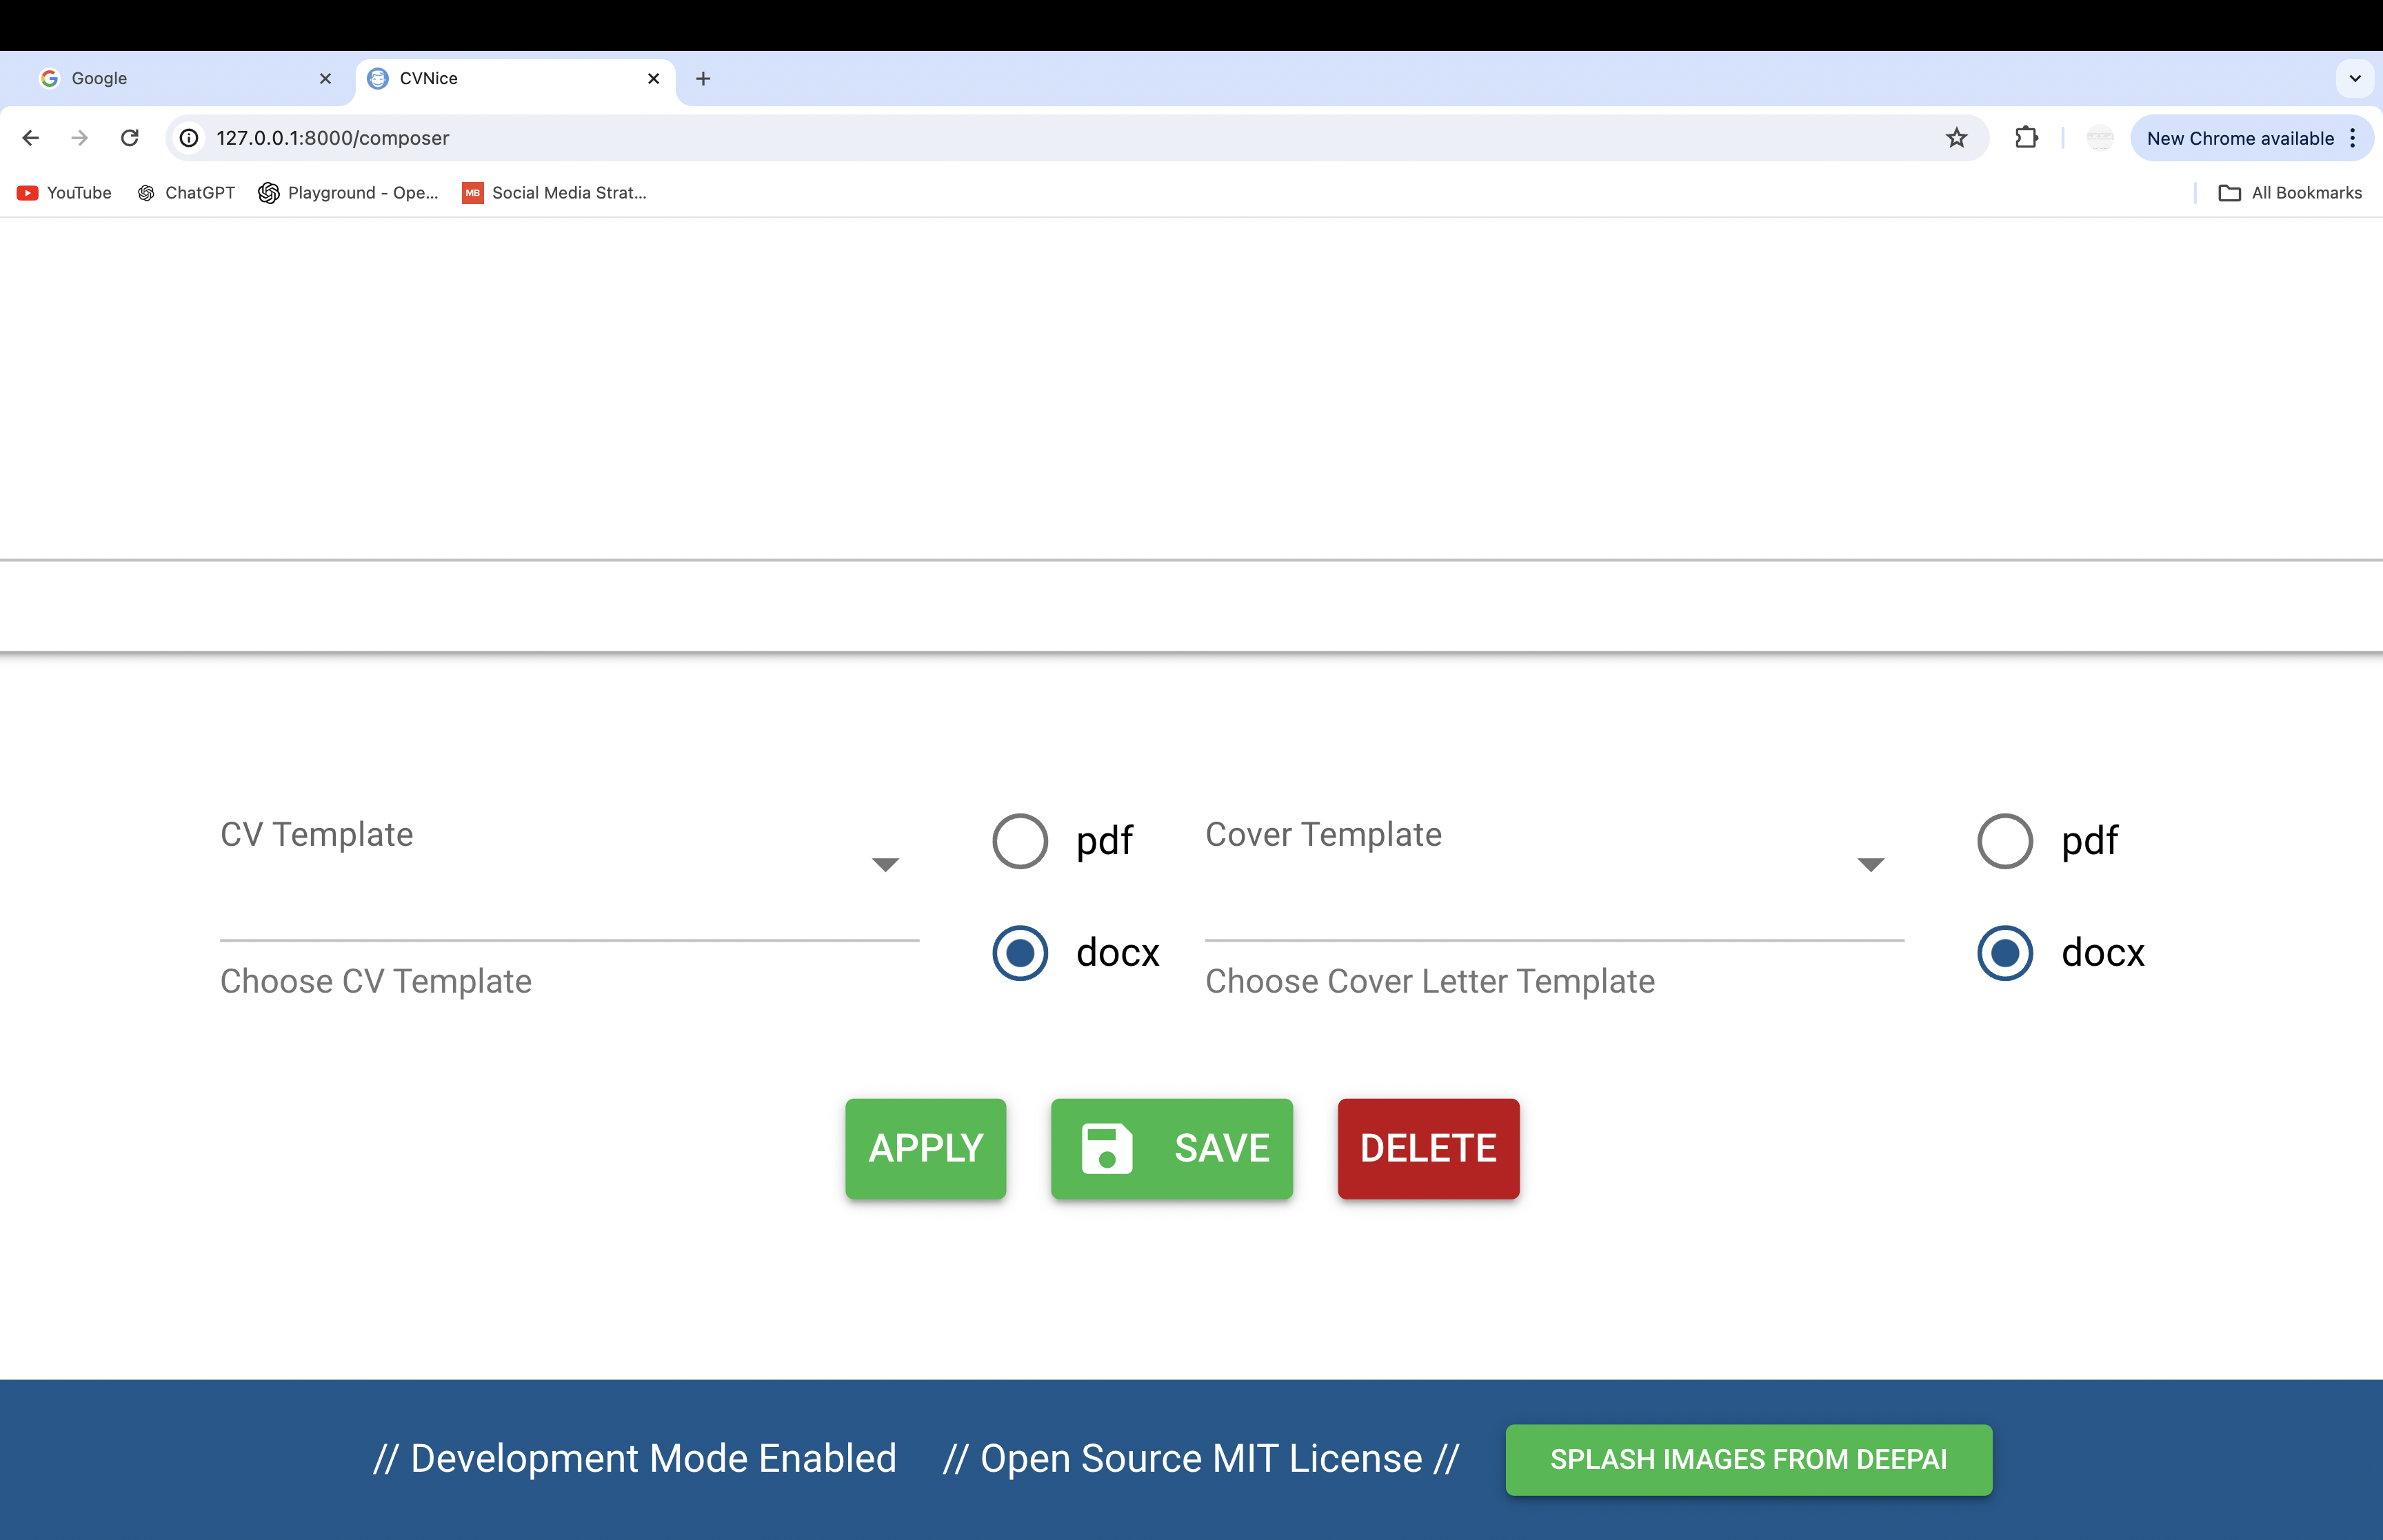 Google
CVNice
127.0.0.1:8000/composer
New Chrome available
YouTube
ChatGPT
Playground - Ope...
MB
Social Media Strat...
All Bookmarks
CV Template
pdf
Cover Template
pdf
docx
docx
Choose CV Template
Choose Cover Letter Template
APPLY
SAVE
DELETE
// Development Mode Enabled
// Open Source MIT License //
SPLASH IMAGES FROM DEEPAI